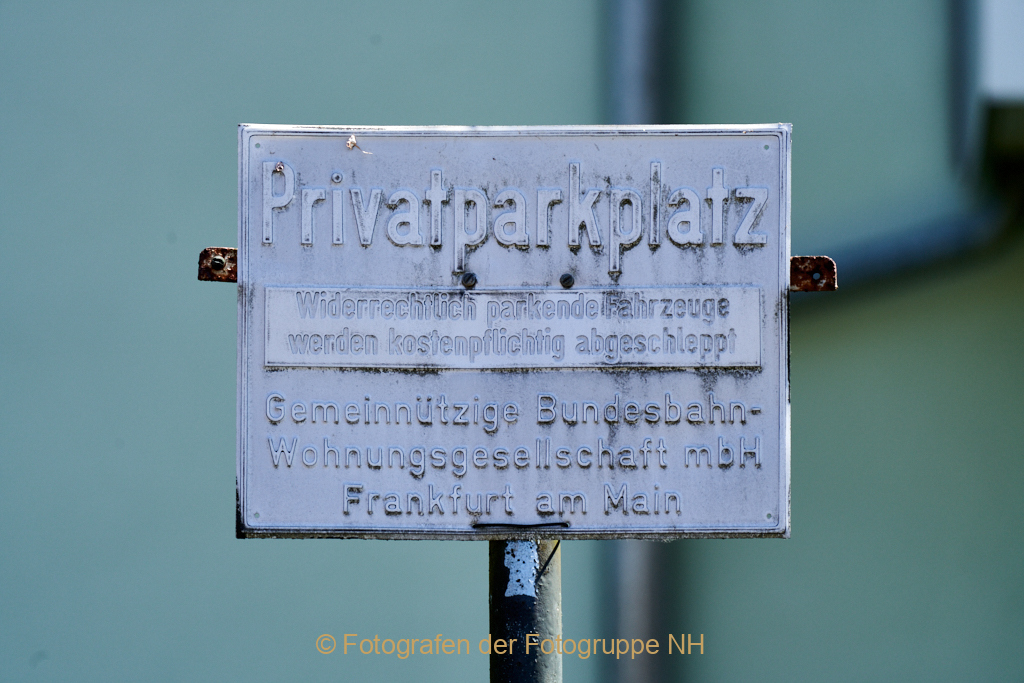 Privatparkplatz
Widerrechtlich parkende Fahrzeuge
werden kostenpflichtig abgeschleppt
Gemeinnützige Bundesbahn-
Wohnungsgesellschaft mbH
Frankfurt am Main
© Fotografen der Fotogruppe NH